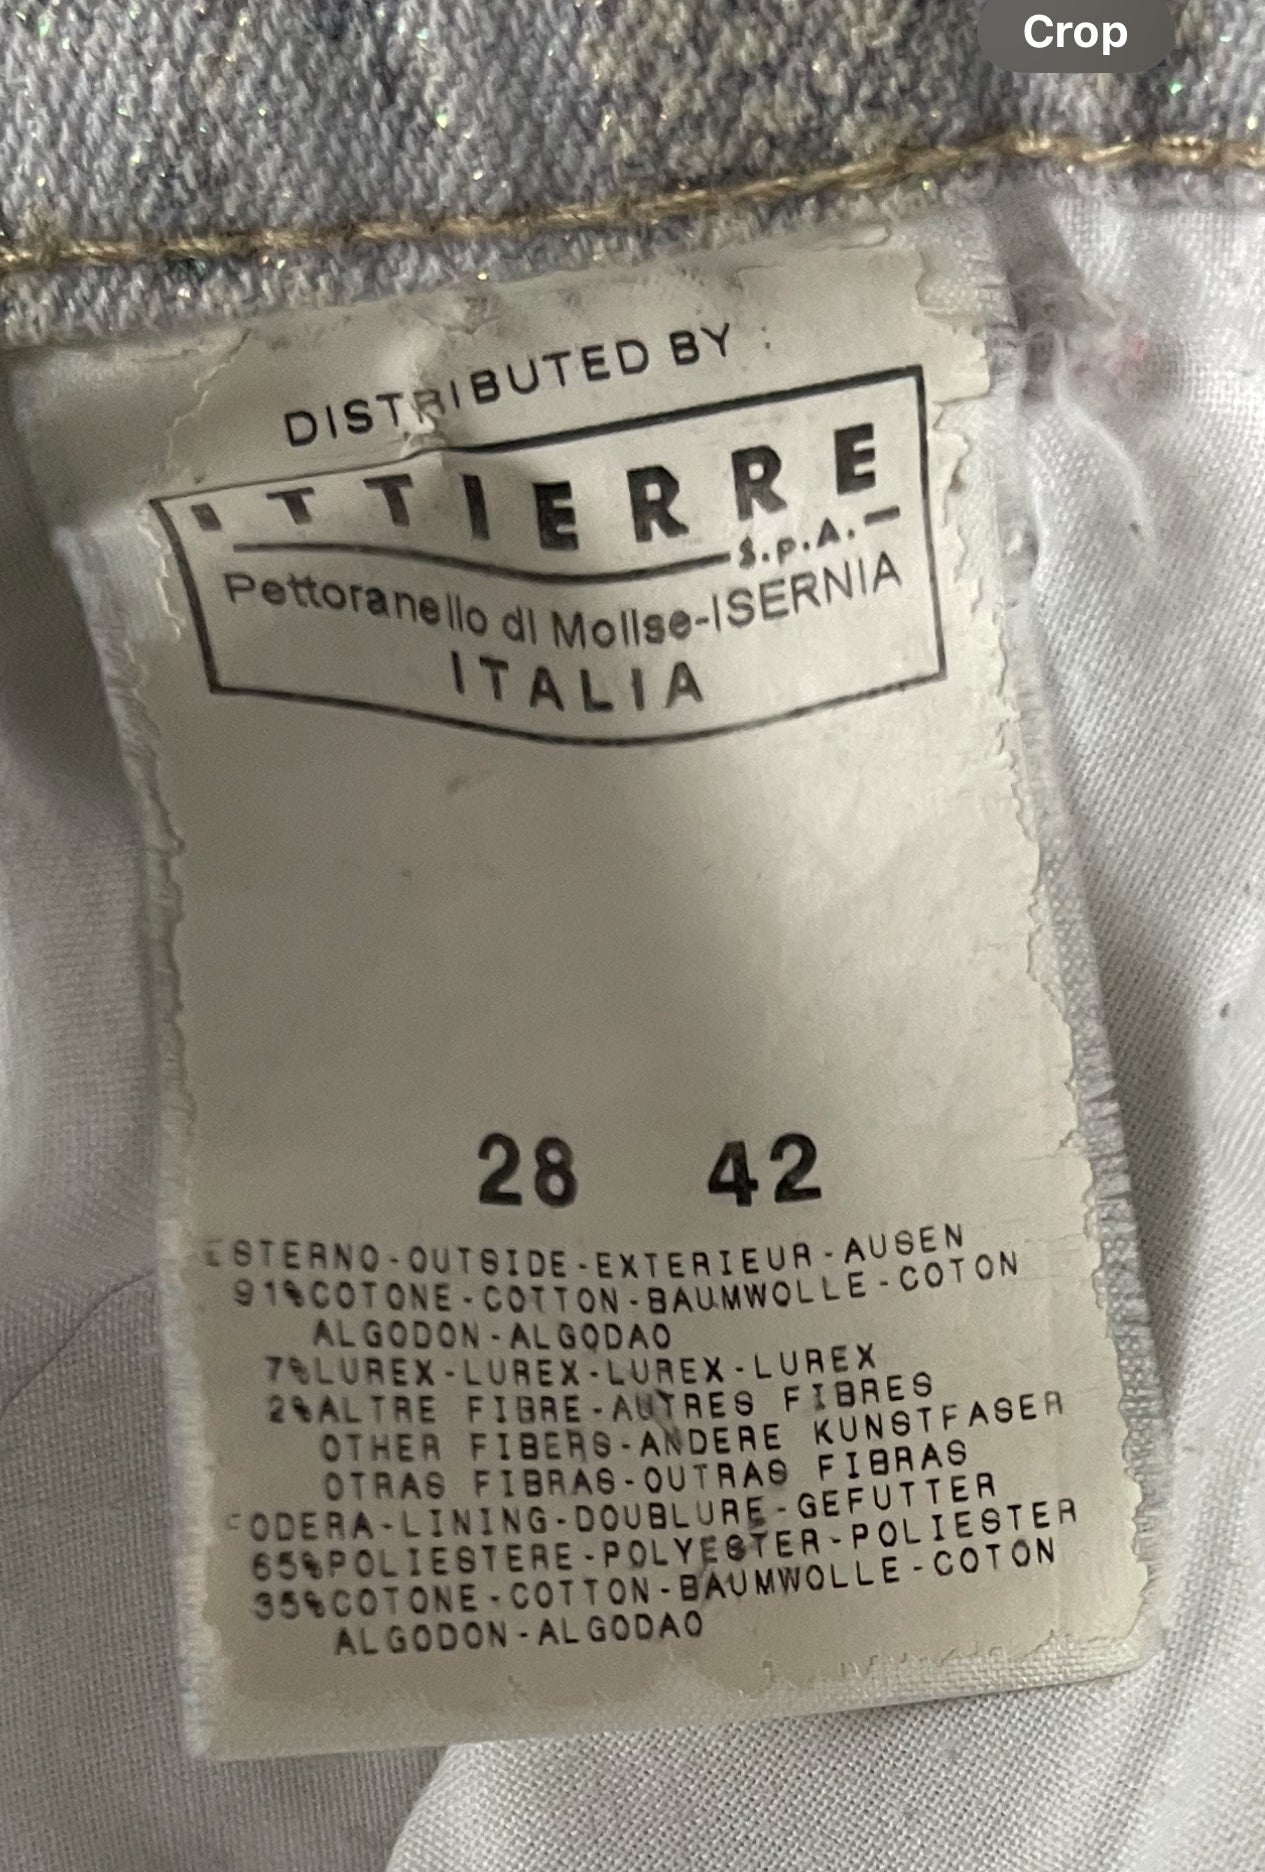 Crop
DISTRIBUTED BY :
ITTIERRE
S.p.A.
Pettoranello di Molise-ISERNIA
ITALIA
28 42
ESTERNO-OUTSIDE-EXTERIEUR-AUSEN
91%COTONE-COTTON-BAUMWOLLE-COTON
ALGODON-ALGODAO
7%LUREX-LUREX-LUREX-LUREX
2%ALTRE FIBRE-AUTRES FIBRES
OTHER FIBERS-ANDERE KUNSTFASER
OTRAS FIBRAS-OUTRAS FIBRAS
FODERA-LINING-DOUBLURE-GEFUTTER
65%POLIESTERE-POLYESTER-POLIESTER
35%COTONE-COTTON-BAUMWOLLE-COTON
ALGODON-ALGODAO